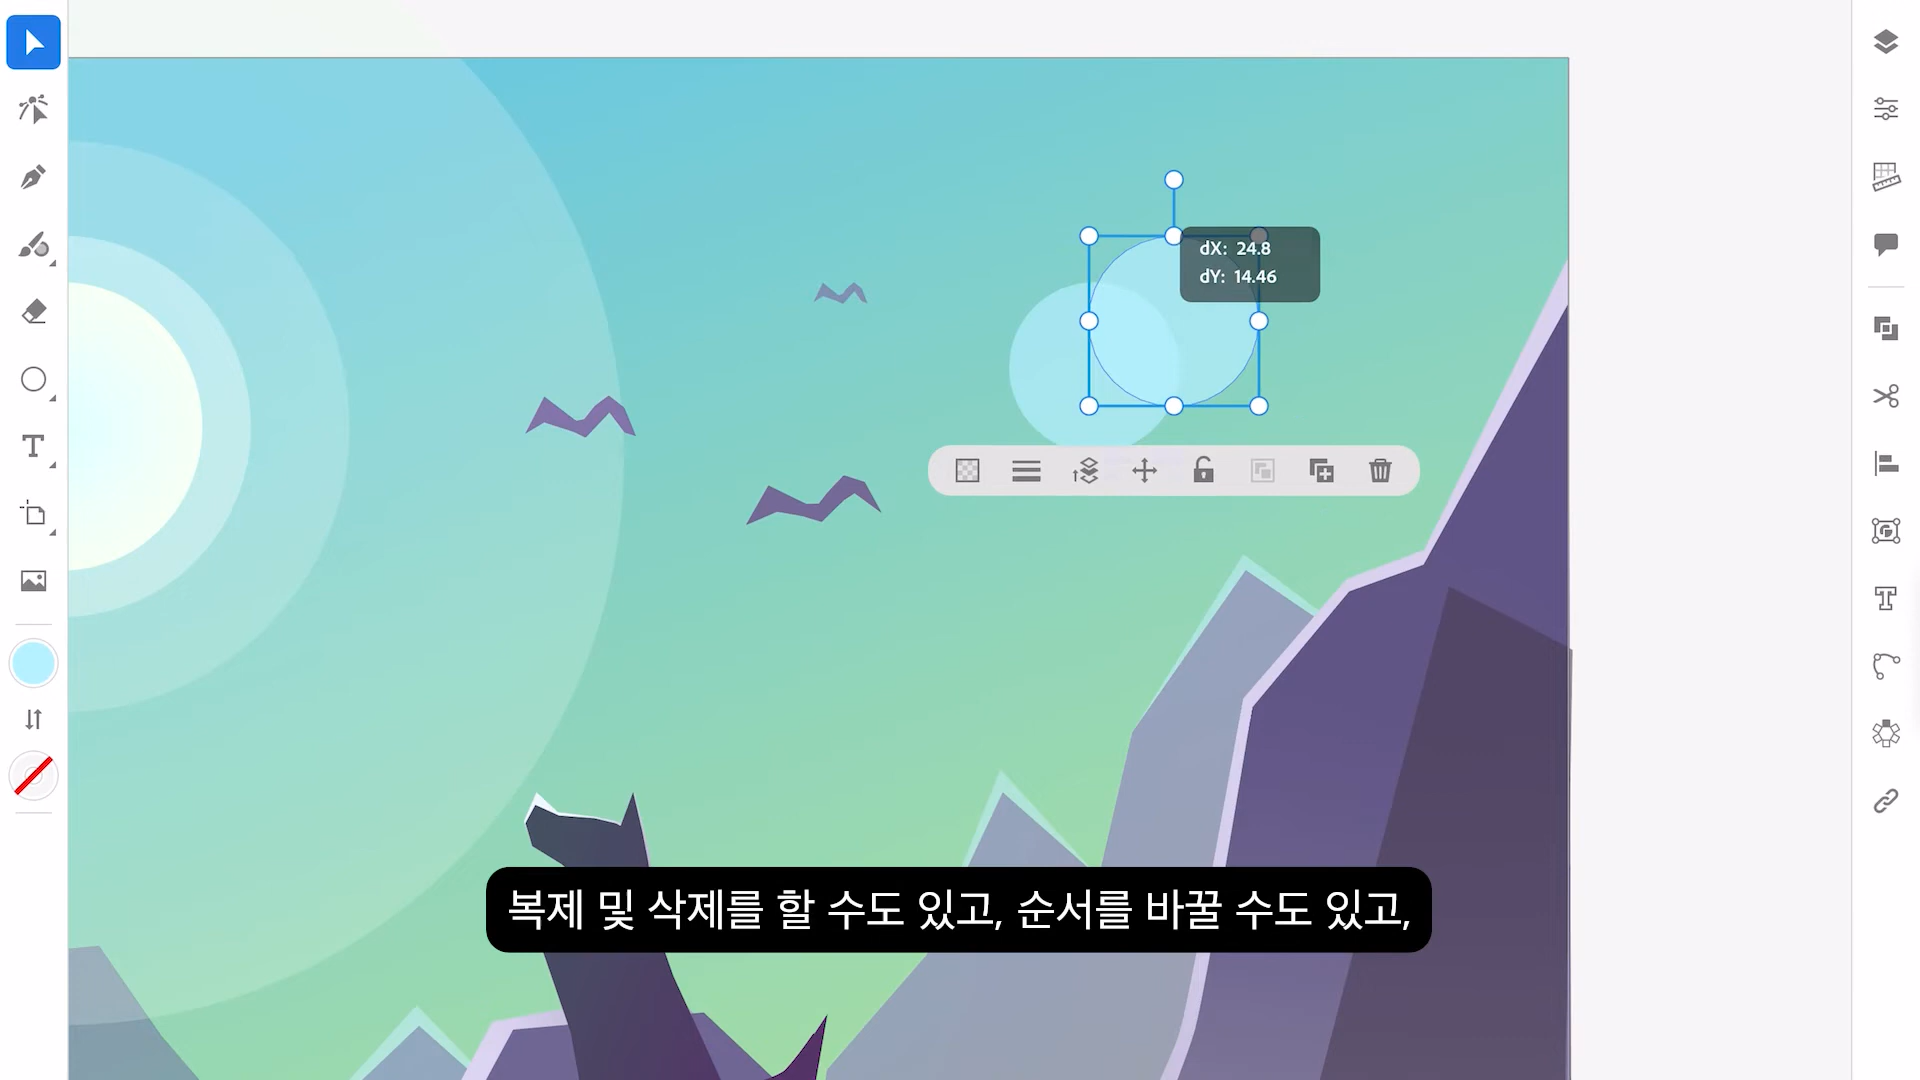 dX: 24.8
dY: 14.46
복제 및 삭제를 할 수도 있고, 순서를 바꿀 수도 있고,